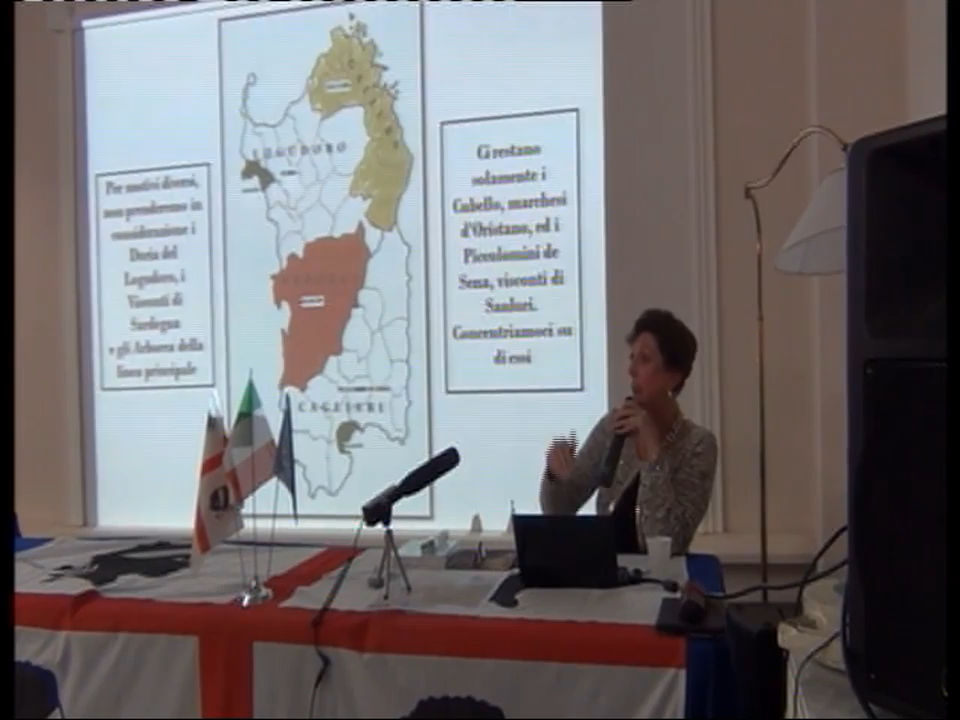 Per motivi diversi,
non prenderemo in
considerazione i
Doria del
Logudoro, i
Visconti di
Sardegna
e gli Arborea della
linea principale
LOGUDORO
CAGLIARI
Ci restano
solamente i
Cubello, marchesi
d'Oristano, ed i
Piccolomini de
Sena, visconti di
Sanluri.
Concentriamoci su
di essi